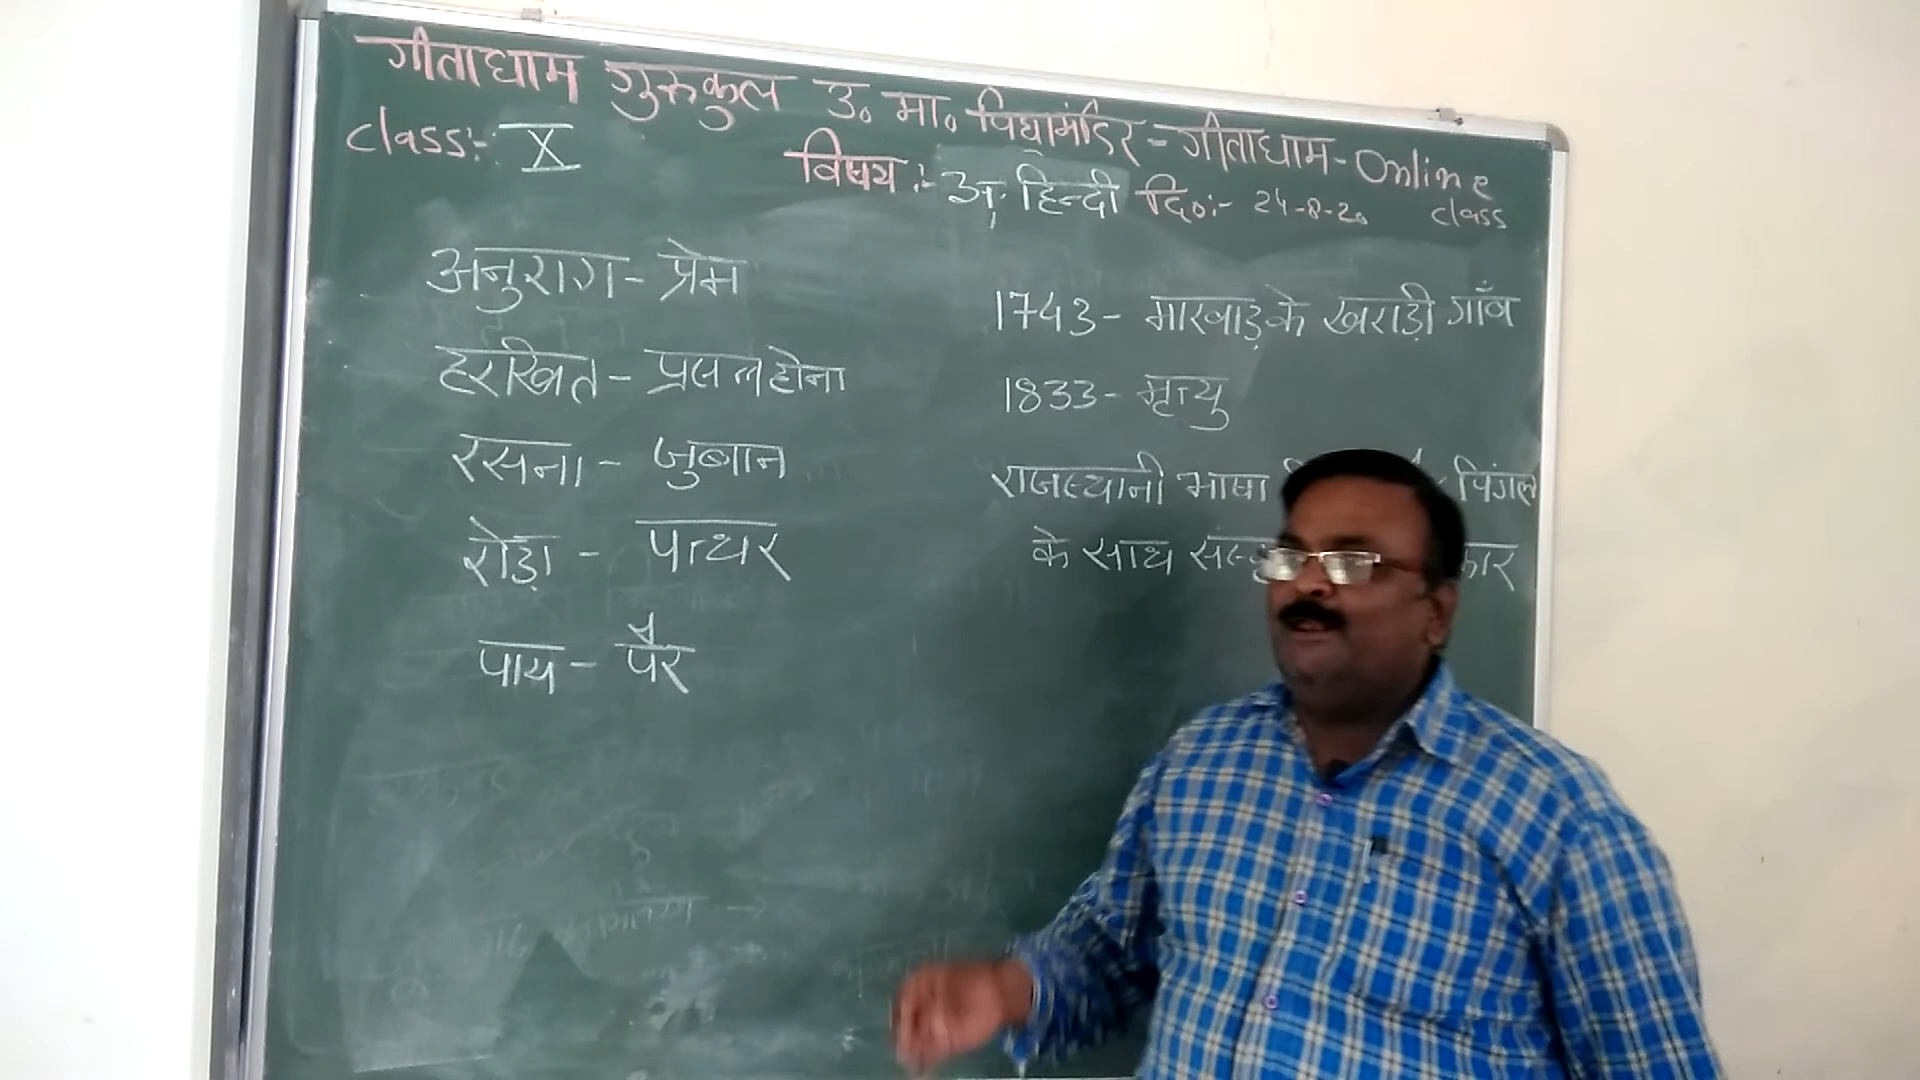 गीताधाम गुरुकुल उ॰ मा॰ विद्यामंदिर - गीताधाम - Online class
class:- X
विषय :- अ. हिन्दी दि॰:- 24-8-20
अनुराग - प्रेम
हरखित - प्रसन्न होना
रसना - जुबान
रोड़ा - पत्थर
पाय - पैर
1743 - मारवाड़ के खराड़ी गाँव
1833 - मृत्यु
राजस्थानी भाषा पिंगल
के साथ